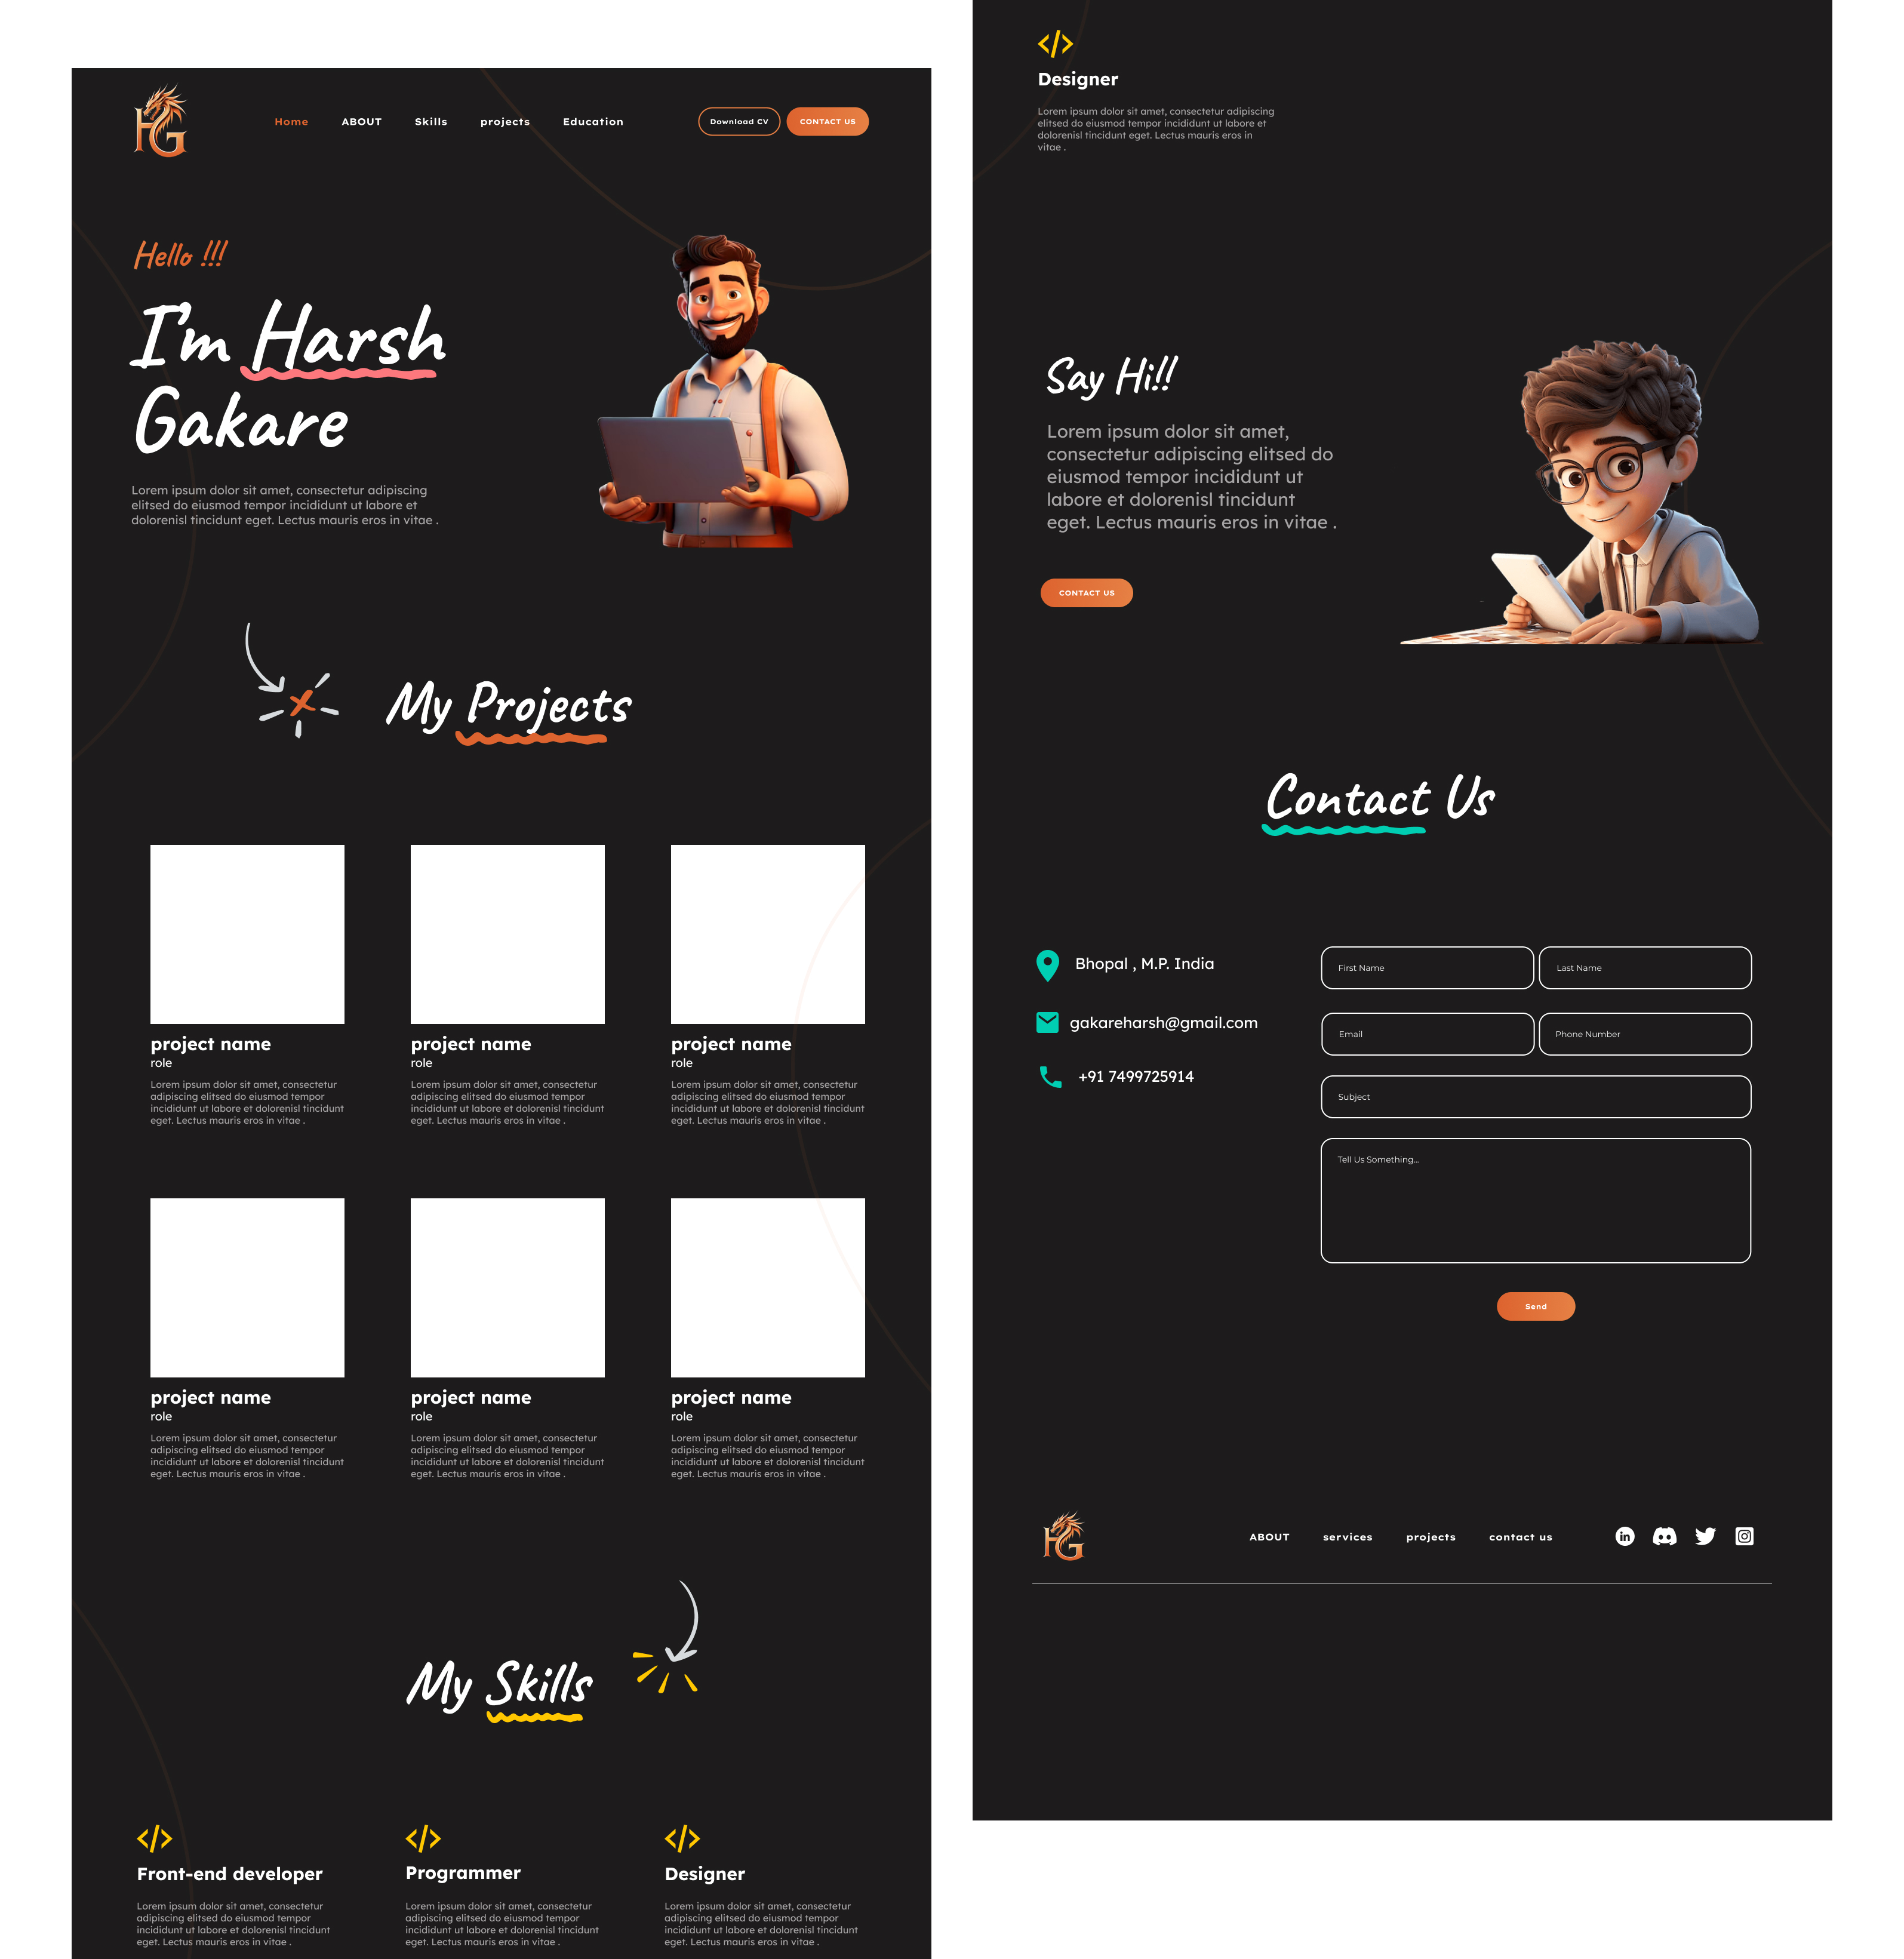 HG
Home ABOUT Skills projects Education Download CV CONTACT US
Hello !!!
I'm Harsh
Gakare
Lorem ipsum dolor sit amet, consectetur adipiscing
elitsed do eiusmod tempor incididunt ut labore et
dolorenisl tincidunt eget. Lectus mauris eros in vitae .
My Projects
project name
role
Lorem ipsum dolor sit amet, consectetur
adipiscing elitsed do eiusmod tempor
incididunt ut labore et dolorenisl tincidunt
eget. Lectus mauris eros in vitae .
project name
role
Lorem ipsum dolor sit amet, consectetur
adipiscing elitsed do eiusmod tempor
incididunt ut labore et dolorenisl tincidunt
eget. Lectus mauris eros in vitae .
project name
role
Lorem ipsum dolor sit amet, consectetur
adipiscing elitsed do eiusmod tempor
incididunt ut labore et dolorenisl tincidunt
eget. Lectus mauris eros in vitae .
project name
role
Lorem ipsum dolor sit amet, consectetur
adipiscing elitsed do eiusmod tempor
incididunt ut labore et dolorenisl tincidunt
eget. Lectus mauris eros in vitae .
project name
role
Lorem ipsum dolor sit amet, consectetur
adipiscing elitsed do eiusmod tempor
incididunt ut labore et dolorenisl tincidunt
eget. Lectus mauris eros in vitae .
project name
role
Lorem ipsum dolor sit amet, consectetur
adipiscing elitsed do eiusmod tempor
incididunt ut labore et dolorenisl tincidunt
eget. Lectus mauris eros in vitae .
My Skills
Front-end developer
Lorem ipsum dolor sit amet, consectetur
adipiscing elitsed do eiusmod tempor
incididunt ut labore et dolorenisl tincidunt
eget. Lectus mauris eros in vitae .
Programmer
Lorem ipsum dolor sit amet, consectetur
adipiscing elitsed do eiusmod tempor
incididunt ut labore et dolorenisl tincidunt
eget. Lectus mauris eros in vitae .
Designer
Lorem ipsum dolor sit amet, consectetur
adipiscing elitsed do eiusmod tempor
incididunt ut labore et dolorenisl tincidunt
eget. Lectus mauris eros in vitae .
Designer
Lorem ipsum dolor sit amet, consectetur adipiscing
elitsed do eiusmod tempor incididunt ut labore et
dolorenisl tincidunt eget. Lectus mauris eros in
vitae .
Say Hi!!
Lorem ipsum dolor sit amet,
consectetur adipiscing elitsed do
eiusmod tempor incididunt ut
labore et dolorenisl tincidunt
eget. Lectus mauris eros in vitae .
CONTACT US
Contact Us
Bhopal , M.P. India
gakareharsh@gmail.com
+91 7499725914
First Name Last Name
Email Phone Number
Subject
Tell Us Something...
Send
HG
ABOUT services projects contact us in